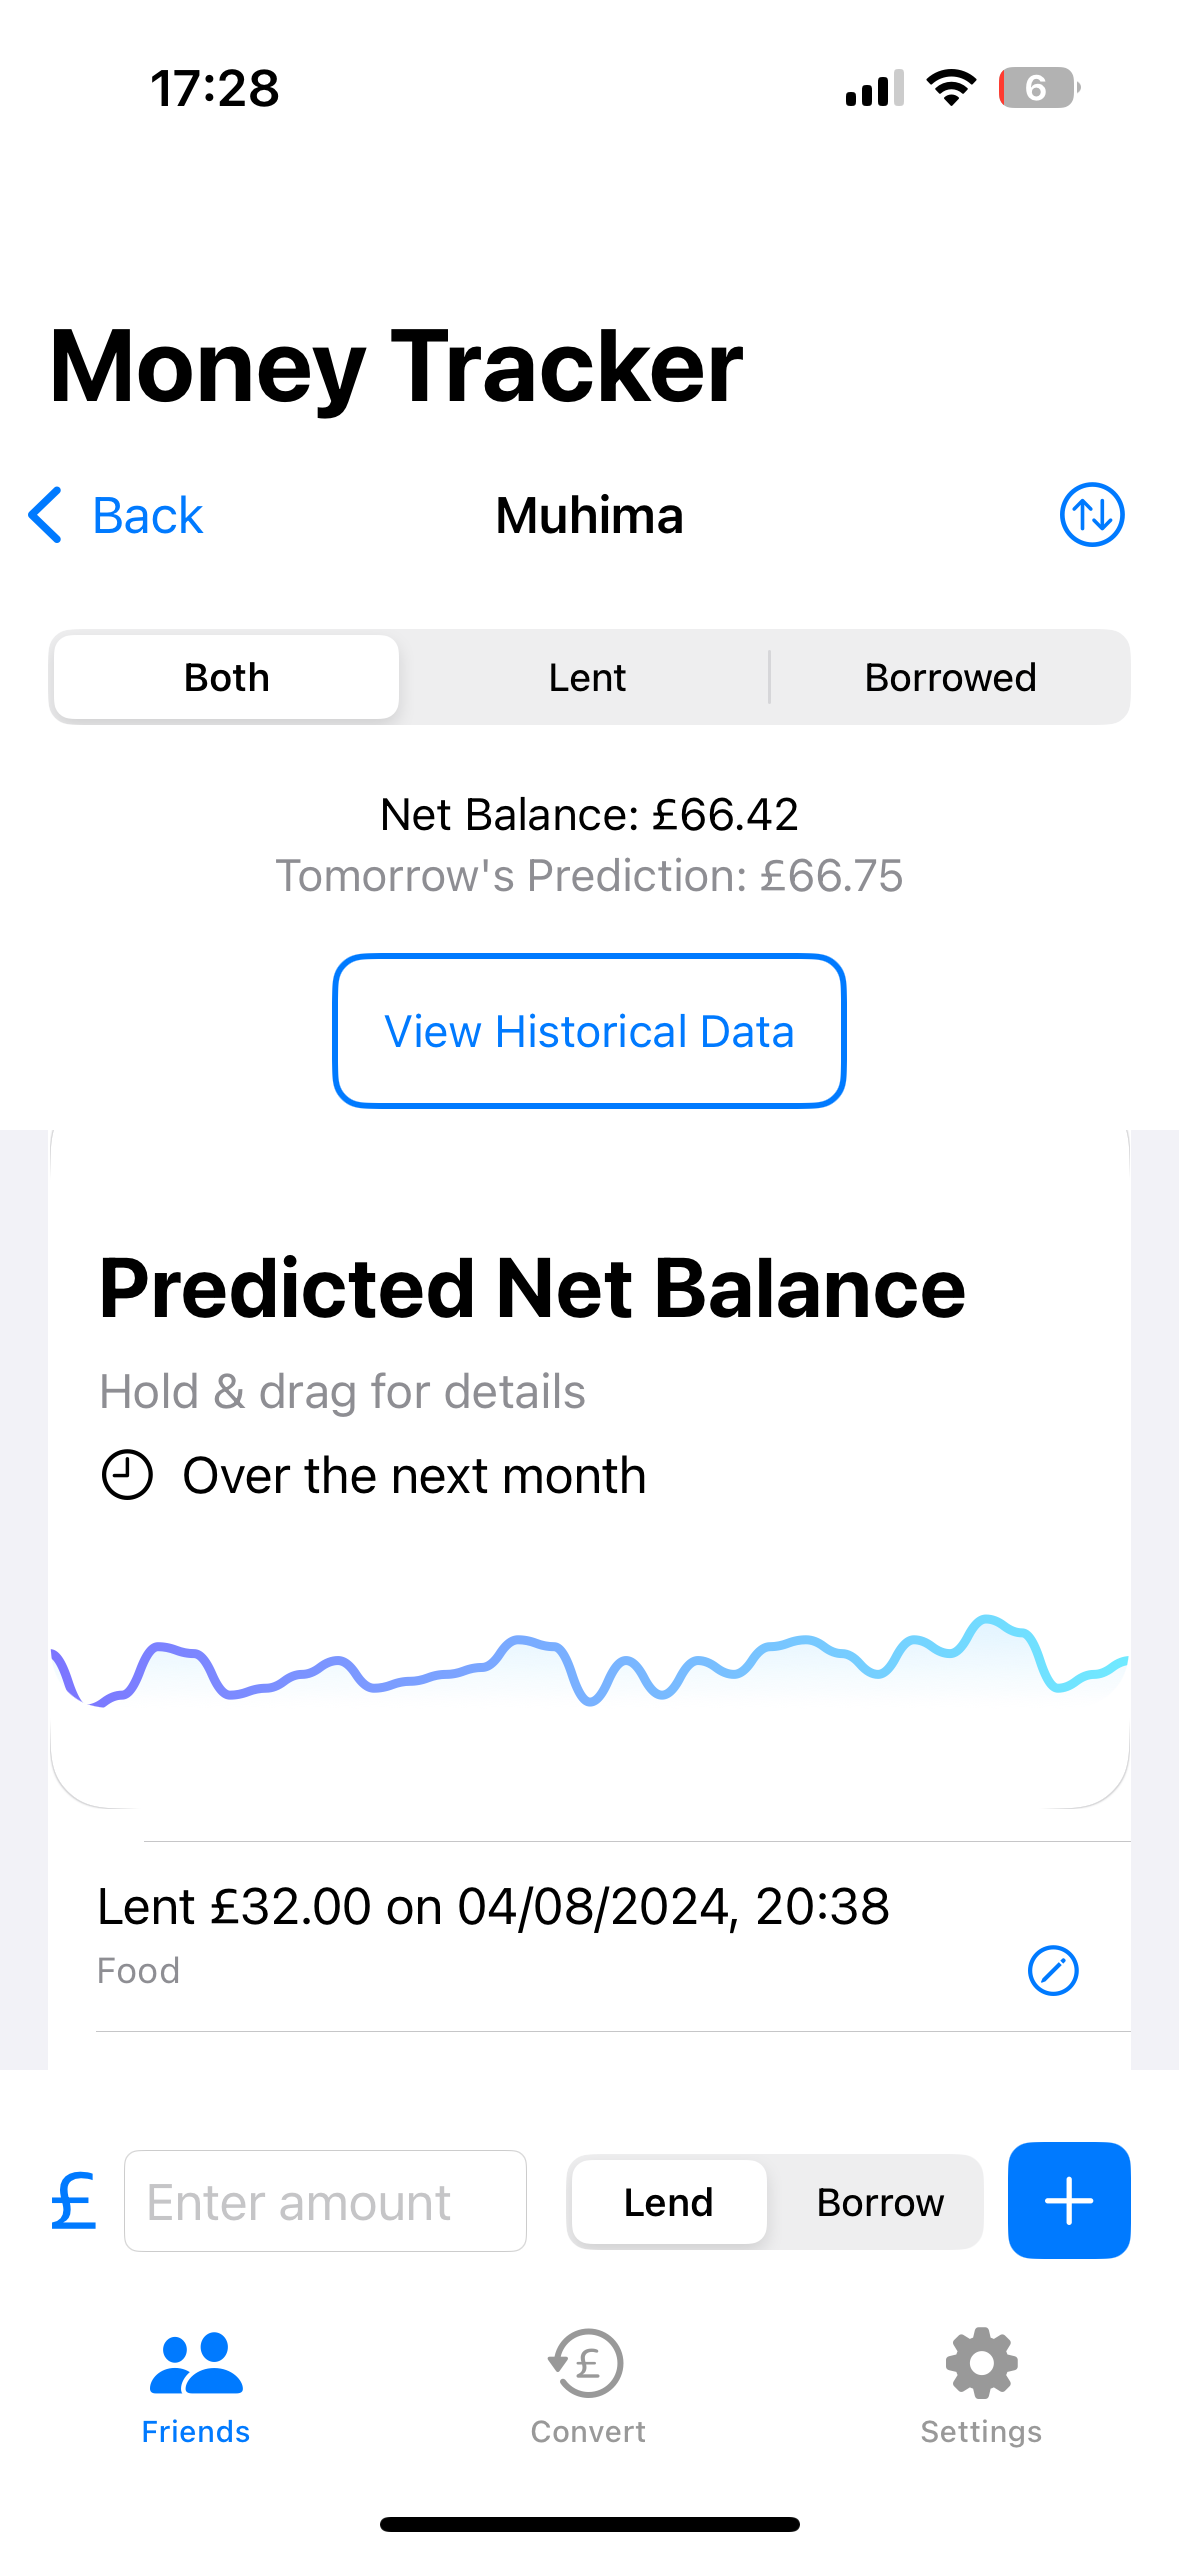 17:28
6
Money Tracker
Back
Muhima
Both
Lent
Borrowed
Net Balance: £66.42
Tomorrow's Prediction: £66.75
View Historical Data
Predicted Net Balance
Hold & drag for details
Over the next month
Lent £32.00 on 04/08/2024, 20:38
Food
£
Enter amount
Lend
Borrow
+
£
Friends
Convert
Settings